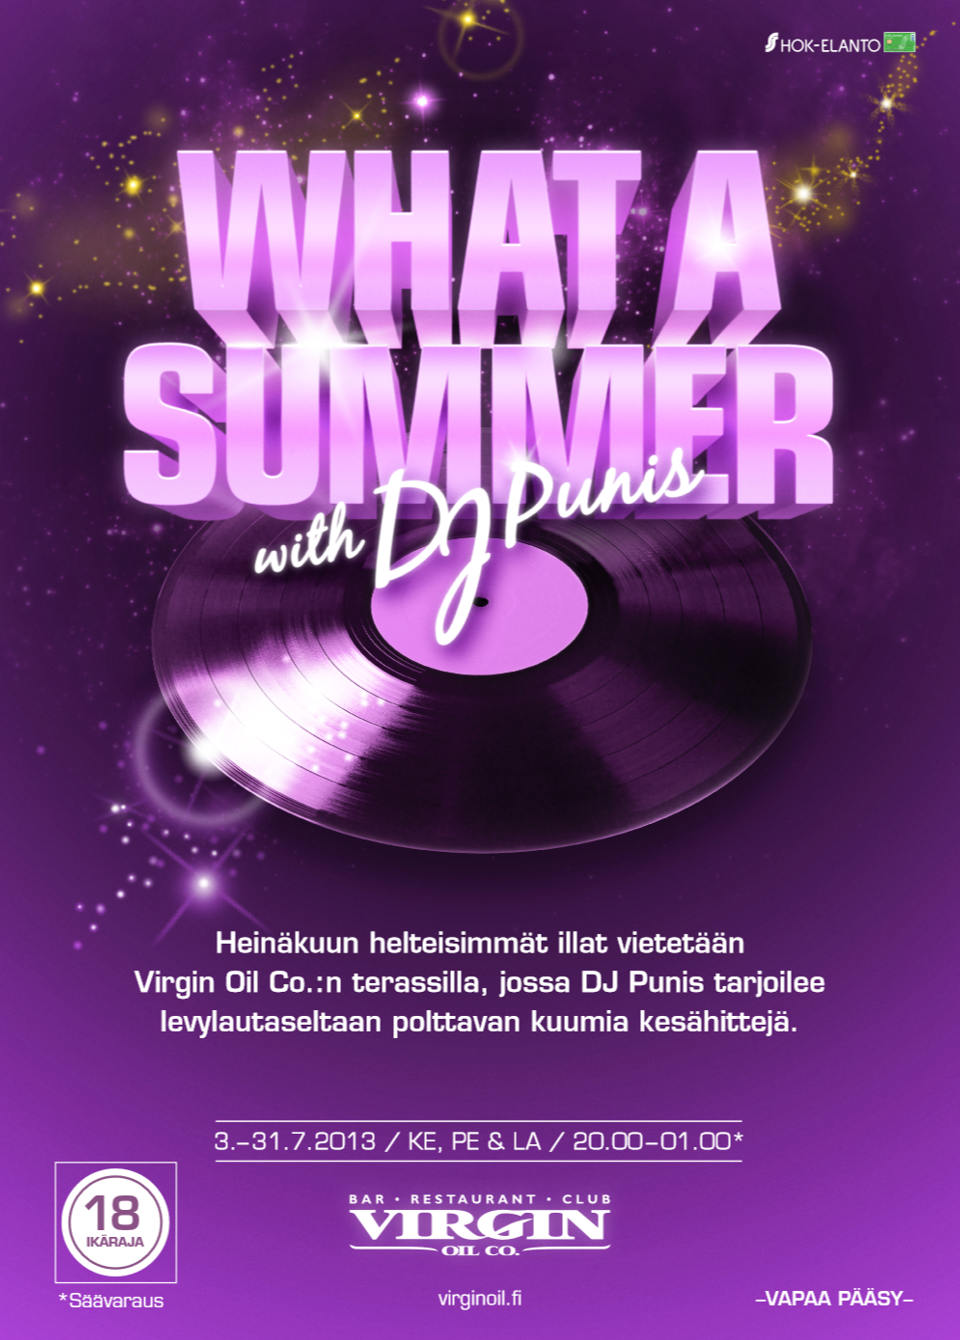 HOK-ELANTO
WHAT A
SUMMER
with DJ Punis
Heinäkuun helteisimmät illat vietetään
Virgin Oil Co.:n terassilla, jossa DJ Punis tarjoilee
levylautaseltaan polttavan kuumia kesähittejä.
3.–31.7.2013 / KE, PE & LA / 20.00–01.00*
BAR • RESTAURANT • CLUB
VIRGIN
OIL CO.
18
IKÄRAJA
*Säävaraus
virginoil.fi
–VAPAA PÄÄSY–